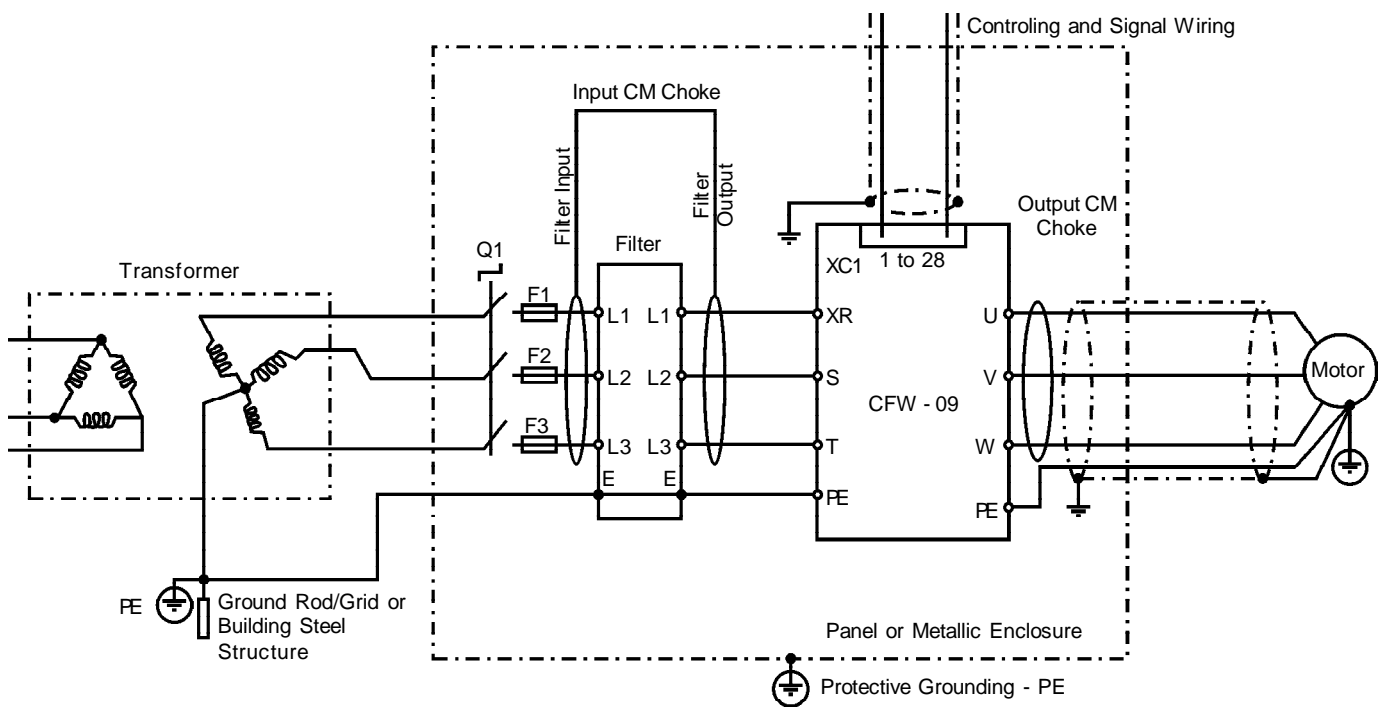 Controling and Signal Wiring
Input CM Choke
Filter Input
Filter
Output
Output CM
Choke
Q1
Filter
Transformer
XC1
1 to 28
F1
L1 L1
XR
U
F2
L2 L2
S
V
Motor
CFW - 09
F3
L3 L3
T
W
E E
PE
PE
PE
Ground Rod/Grid or
Building Steel
Structure
Panel or Metallic Enclosure
Protective Grounding - PE